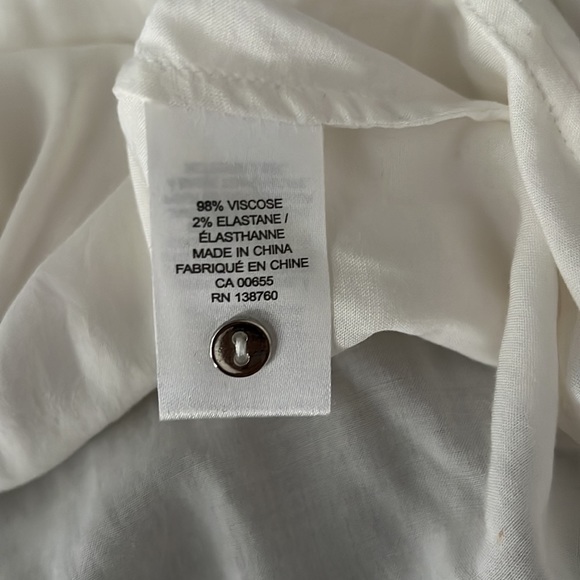 98% VISCOSE
2% ELASTANE /
ÉLASTHANNE
MADE IN CHINA
FABRIQUÉ EN CHINE
CA 00655
RN 138760